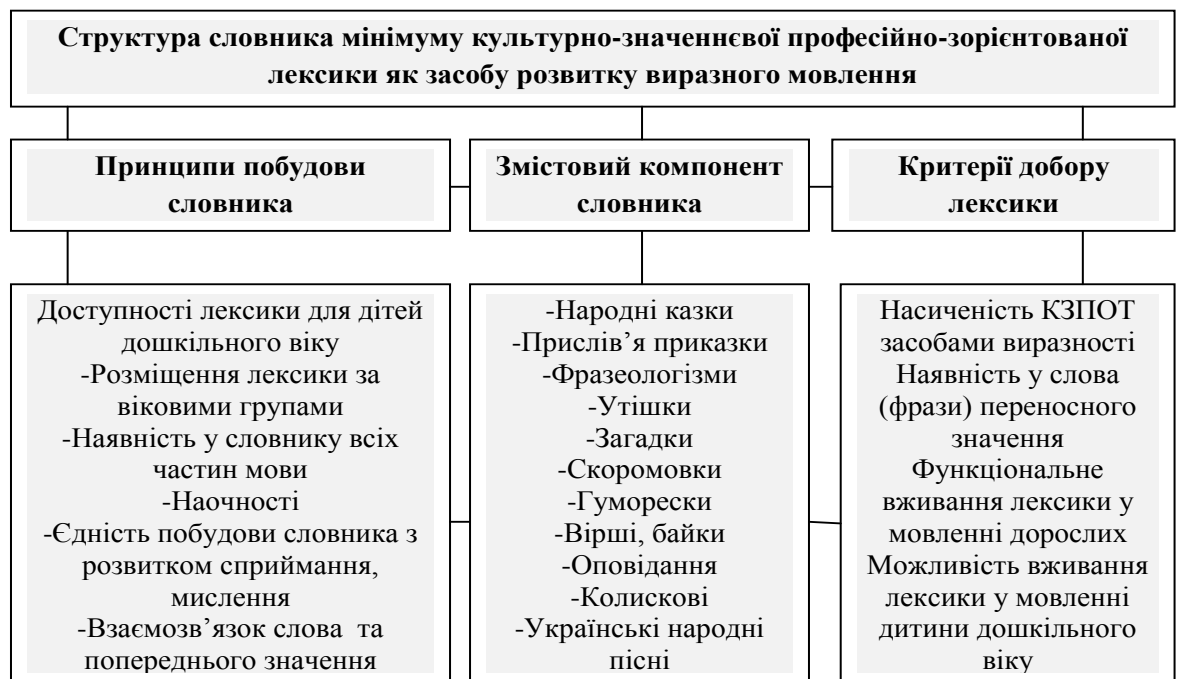 Структура словника мінімуму культурно-значеннєвої професійно-зорієнтованої
лексики як засобу розвитку виразного мовлення
Принципи побудови
словника
Змістовий компонент
словника
Критерії добору
лексики
Доступності лексики для дітей
дошкільного віку
-Розміщення лексики за
віковими групами
-Наявність у словнику всіх
частин мови
-Наочності
-Єдність побудови словника з
розвитком сприймання,
мислення
-Взаємозв’язок слова та
попереднього значення
-Народні казки
-Прислів’я приказки
-Фразеологізми
-Утішки
-Загадки
-Скоромовки
-Гуморески
-Вірші, байки
-Оповідання
-Колискові
-Українські народні
пісні
Насиченість КЗПОТ
засобами виразності
Наявність у слова
(фрази) переносного
значення
Функціональне
вживання лексики у
мовленні дорослих
Можливість вживання
лексики у мовленні
дитини дошкільного
віку